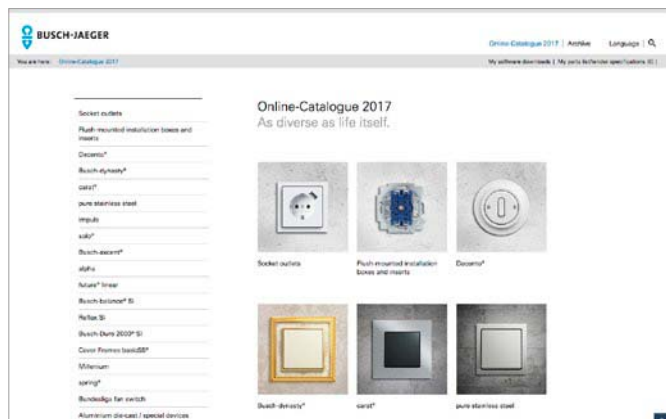 BUSCH-JAEGER
Online-Catalogue 2017 | Archive Language |
You are here: Online-Catalogue 2017
My software downloads | My parts list/tender specifications (0) |
Socket outlets
Flush-mounted installation boxes and
inserts
Decento®
Busch-dynasty®
carat®
pure stainless steel
impuls
solo®
Busch-axcent®
alpha
future® linear
Busch-balance® SI
Reflex SI
Busch-Duro 2000® SI
Cover Frames basic55®
Millenium
spring®
Bundesliga fan switch
Aluminium die-cast / special devices
Online-Catalogue 2017
As diverse as life itself.
Socket outlets
Flush-mounted installation
boxes and inserts
Decento®
Busch-dynasty®
carat®
pure stainless steel